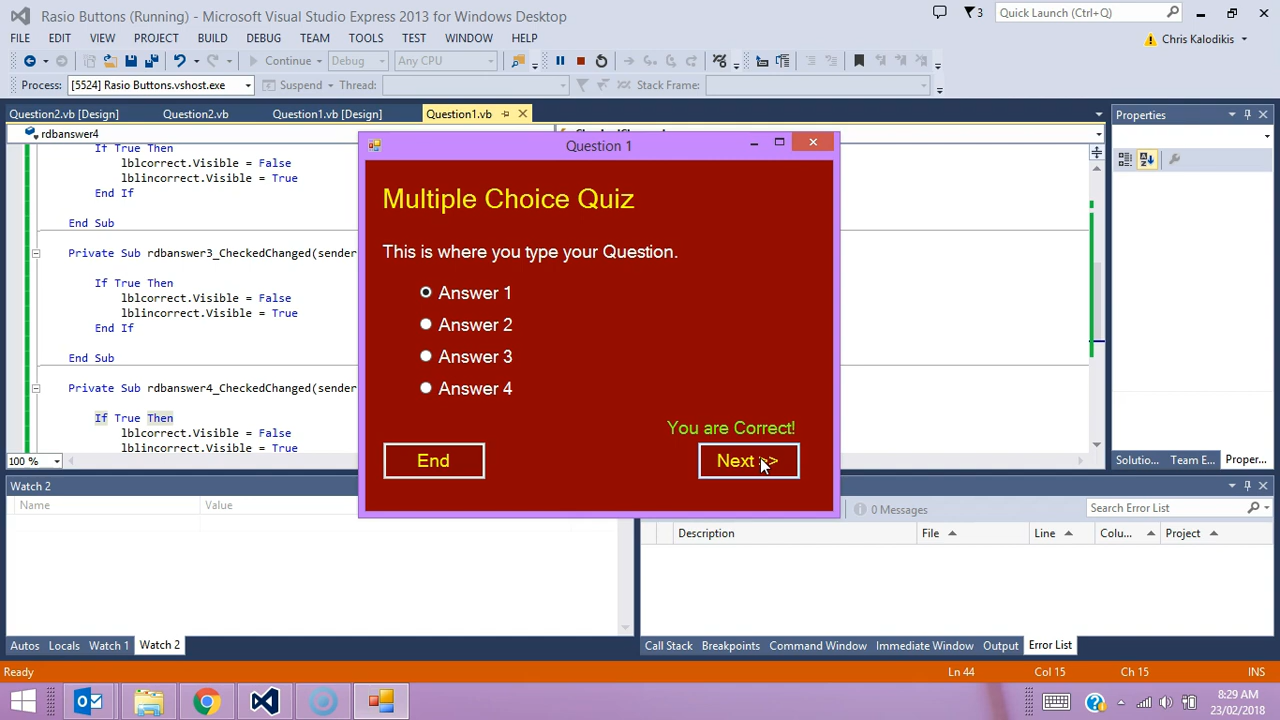 Rasio Buttons (Running) - Microsoft Visual Studio Express 2013 for Windows Desktop
3
Quick Launch (Ctrl+Q)
FILE EDIT VIEW PROJECT BUILD DEBUG TEAM TOOLS TEST WINDOW HELP
Chris Kalodikis
Continue Debug Any CPU
Process: [5524] Rasio Buttons.vshost.exe Suspend Thread: Stack Frame:
Question2.vb [Design] Question2.vb Question1.vb [Design] Question1.vb
Properties
rdbanswer4
If True Then
lblcorrect.Visible = False
lblincorrect.Visible = True
End If
End Sub
Private Sub rdbanswer3_CheckedChanged(sender
If True Then
lblcorrect.Visible = False
lblincorrect.Visible = True
End If
End Sub
Private Sub rdbanswer4_CheckedChanged(sender
If True Then
lblcorrect.Visible = False
lblincorrect.Visible = True
100 %
Question 1
Multiple Choice Quiz
This is where you type your Question.
Answer 1
Answer 2
Answer 3
Answer 4
You are Correct!
End
Next >>
Solutio... Team E... Proper...
Watch 2
Name Value
0 Messages
Search Error List
Description File Line Colu... Project
Autos Locals Watch 1 Watch 2
Call Stack Breakpoints Command Window Immediate Window Output Error List
Ready Ln 44 Col 15 Ch 15 INS
8:29 AM
23/02/2018